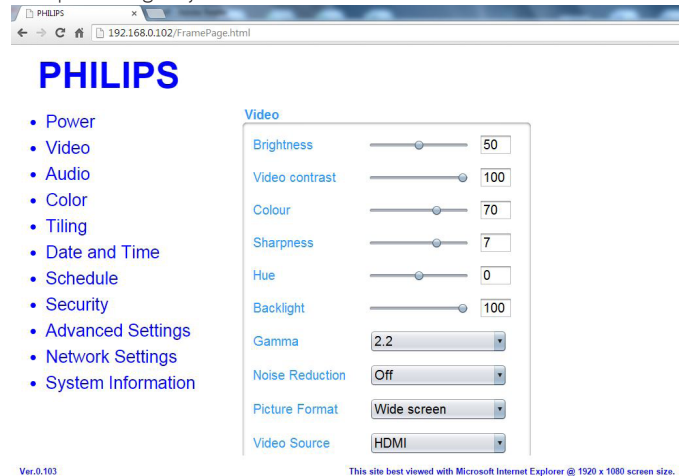 PHILIPS
192.168.0.102/FramePage.html
PHILIPS
Power
Video
Audio
Color
Tiling
Date and Time
Schedule
Security
Advanced Settings
Network Settings
System Information
Video
Brightness 50
Video contrast 100
Colour 70
Sharpness 7
Hue 0
Backlight 100
Gamma 2.2
Noise Reduction Off
Picture Format Wide screen
Video Source HDMI
Ver.0.103
This site best viewed with Microsoft Internet Explorer @ 1920 x 1080 screen size.